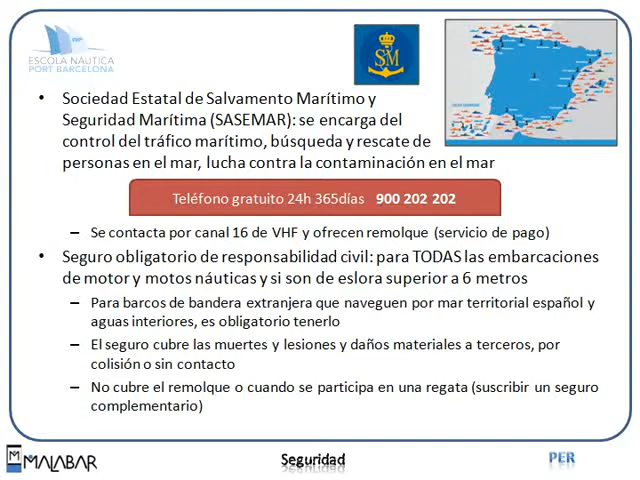 ESCOLA NÀUTICA
PORT BARCELONA
SM
• Sociedad Estatal de Salvamento Marítimo y
Seguridad Marítima (SASEMAR): se encarga del
control del tráfico marítimo, búsqueda y rescate de
personas en el mar, lucha contra la contaminación en el mar
Teléfono gratuito 24h 365días 900 202 202
– Se contacta por canal 16 de VHF y ofrecen remolque (servicio de pago)
• Seguro obligatorio de responsabilidad civil: para TODAS las embarcaciones
de motor y motos náuticas y si son de eslora superior a 6 metros
– Para barcos de bandera extranjera que naveguen por mar territorial español y
aguas interiores, es obligatorio tenerlo
– El seguro cubre las muertes y lesiones y daños materiales a terceros, por
colisión o sin contacto
– No cubre el remolque o cuando se participa en una regata (suscribir un seguro
complementario)
M MALABAR
Seguridad
PER